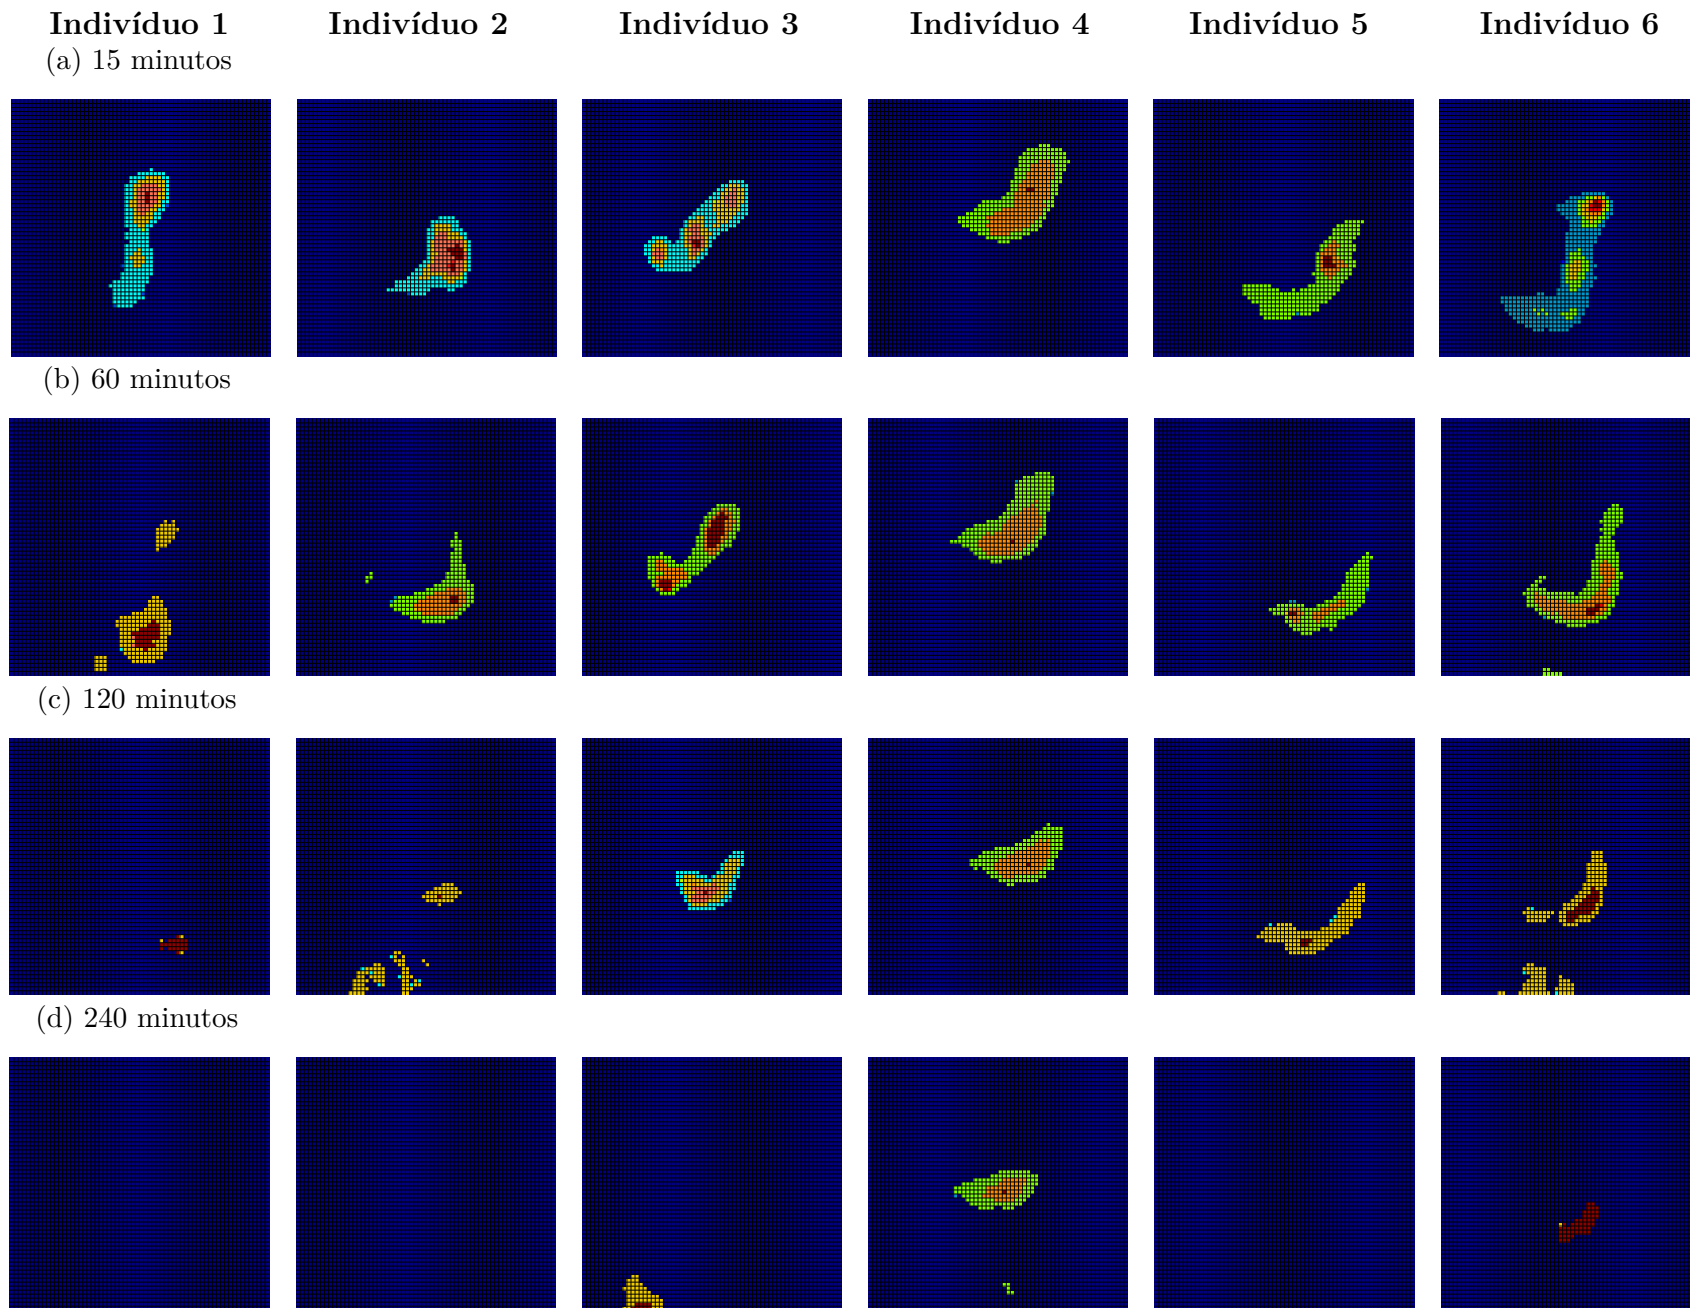 Indivíduo 1 Indivíduo 2 Indivíduo 3 Indivíduo 4 Indivíduo 5 Indivíduo 6
(a) 15 minutos
(b) 60 minutos
(c) 120 minutos
(d) 240 minutos